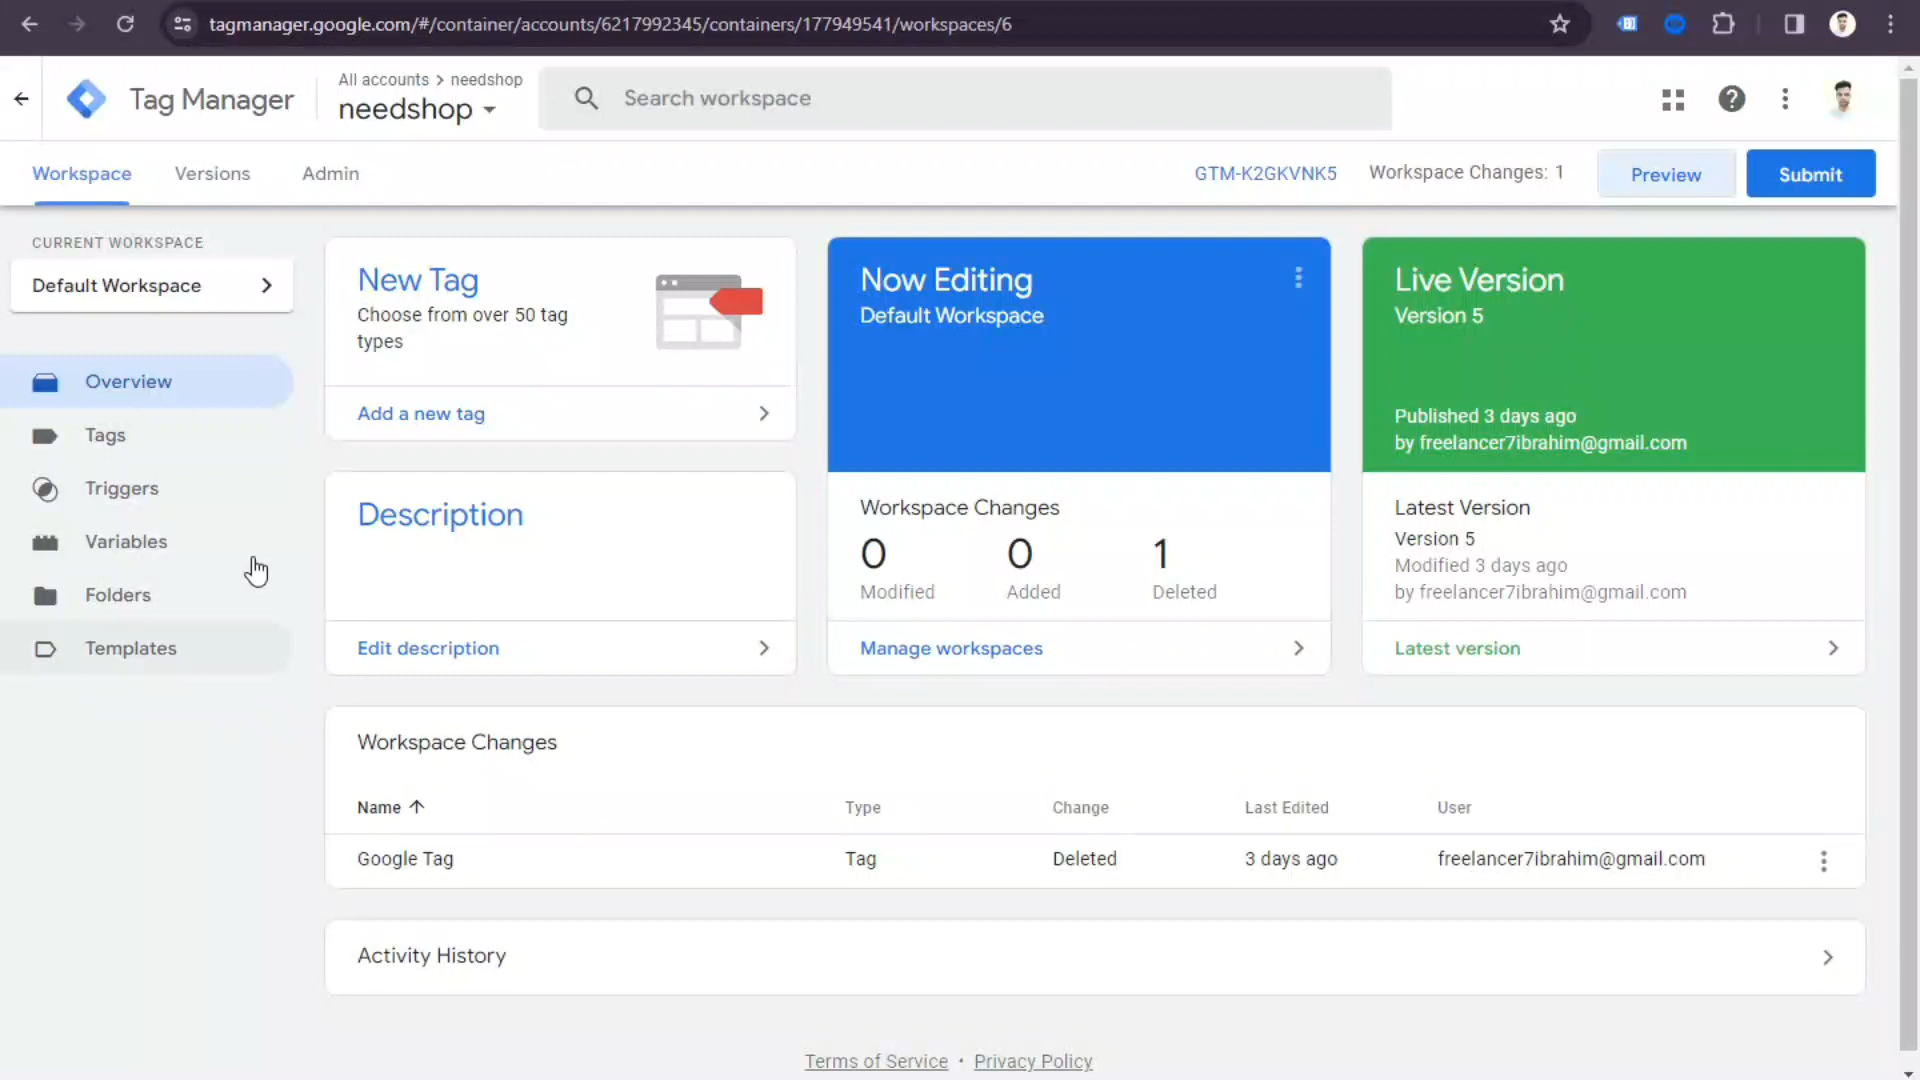 tagmanager.google.com/#/container/accounts/6217992345/containers/177949541/workspaces/6
Tag Manager
All accounts > needshop
needshop
Search workspace
Workspace
Versions
Admin
GTM-K2GKVNK5
Workspace Changes: 1
Preview
Submit
CURRENT WORKSPACE
Default Workspace
Overview
Tags
Triggers
Variables
Folders
Templates
New Tag
Choose from over 50 tag
types
Add a new tag
Description
Edit description
Now Editing
Default Workspace
Workspace Changes
0 0 1
Modified Added Deleted
Manage workspaces
Live Version
Version 5
Published 3 days ago
by freelancer7ibrahim@gmail.com
Latest Version
Version 5
Modified 3 days ago
by freelancer7ibrahim@gmail.com
Latest version
Workspace Changes
Name Type Change Last Edited User
Google Tag Tag Deleted 3 days ago freelancer7ibrahim@gmail.com
Activity History
Terms of Service • Privacy Policy